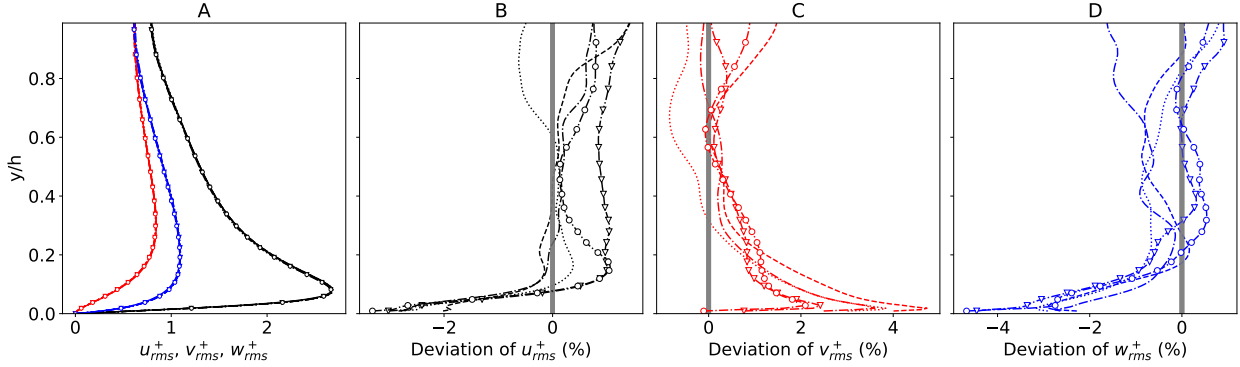 A B C D
y/h
0.8
0.6
0.4
0.2
0.0
0 1 2
−2 0
0 2 4
−4 −2 0
u⁺rms, v⁺rms, w⁺rms
Deviation of u⁺rms (%)
Deviation of v⁺rms (%)
Deviation of w⁺rms (%)